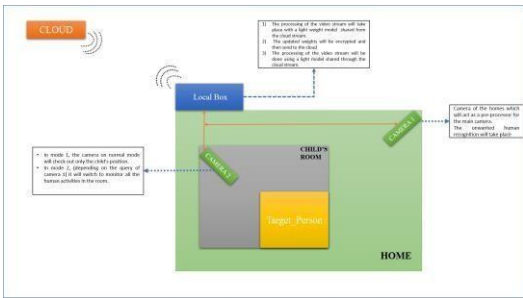 CLOUD
1) The processing of the video stream will take
place with a light weight model shared from
the cloud stream.
2) The updated weights will be encrypted and
then send to the cloud
3) The processing of the video stream will be
done using a light model shared through the
cloud stream.
Local Box
CAMERA 1
Camera of the homes which
will act as a pre-processor for
the main camera.
The unwanted human
recognition will take place
CHILD'S
ROOM
CAMERA 2
• In mode 1, the camera on normal mode
will check out only the child's position.
• In mode 2, (depending on the query of
camera 1) it will switch to monitor all the
human activities in the room.
Target_Person
HOME